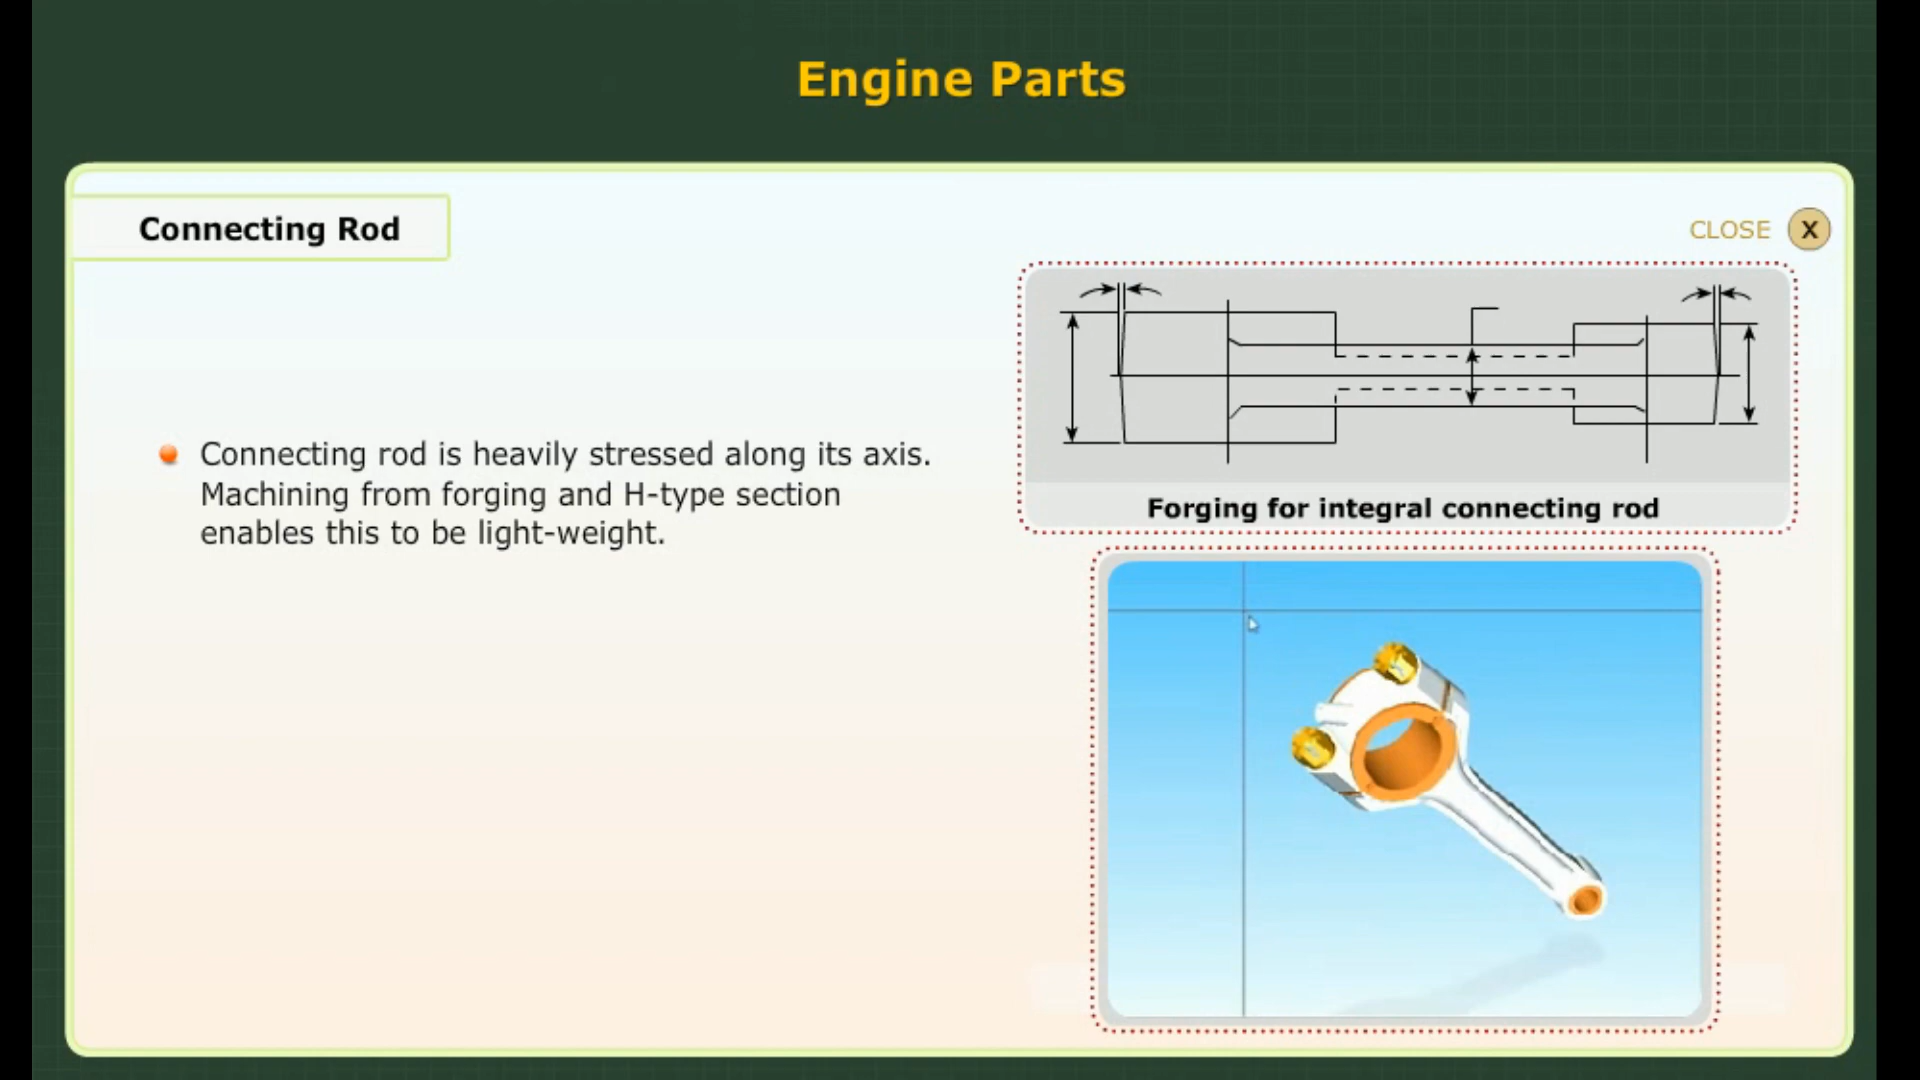 Engine Parts
Connecting Rod
CLOSE X
Connecting rod is heavily stressed along its axis.
Machining from forging and H-type section
enables this to be light-weight.
Forging for integral connecting rod